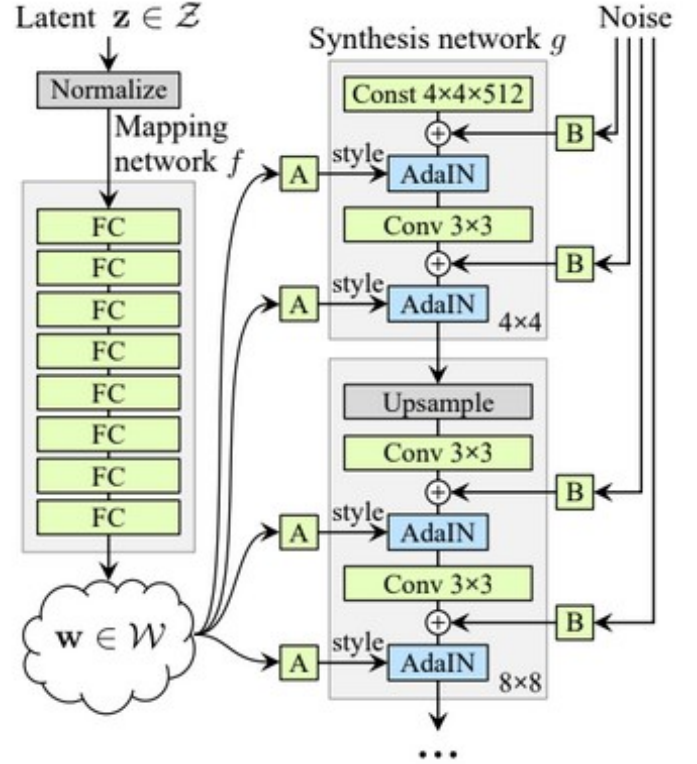 Latent z ∈ Z
Normalize
Mapping
network f
FC
FC
FC
FC
FC
FC
FC
FC
w ∈ W
Synthesis network g
Noise
Const 4×4×512
B
A
style
AdaIN
Conv 3×3
B
A
style
AdaIN
4×4
Upsample
Conv 3×3
B
A
style
AdaIN
Conv 3×3
B
A
style
AdaIN
8×8
...